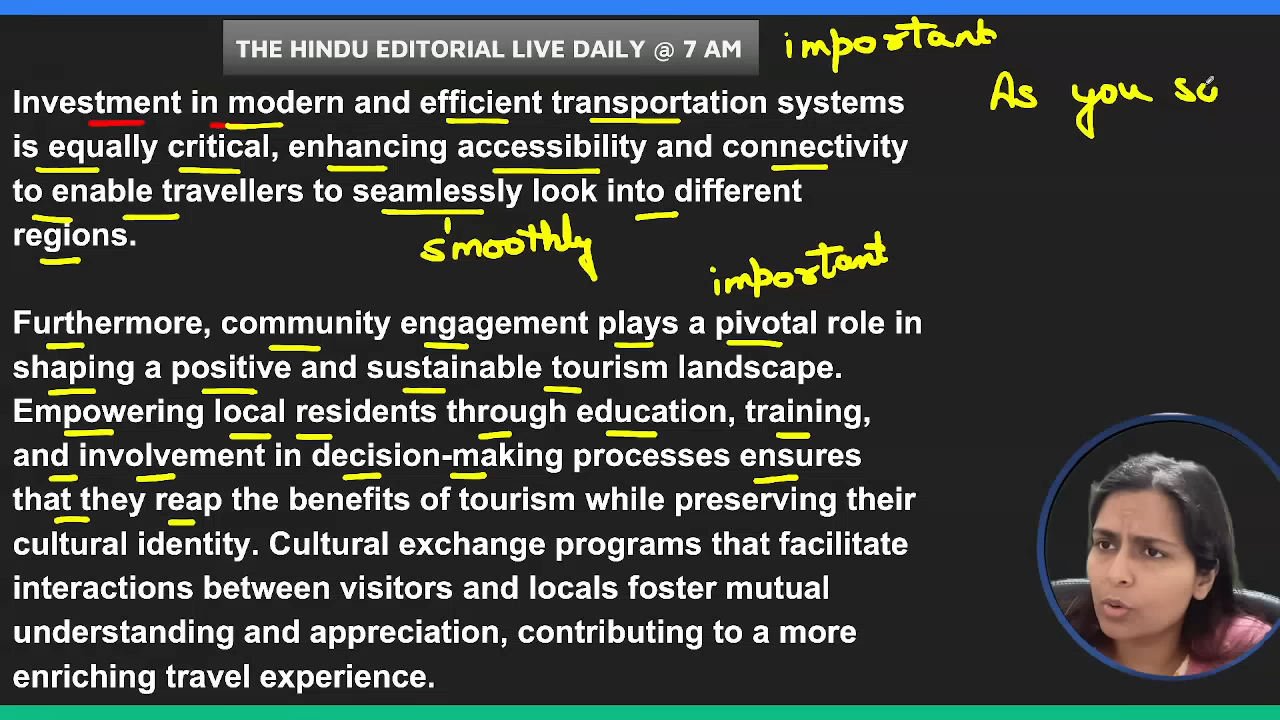 THE HINDU EDITORIAL LIVE DAILY @ 7 AM
important
As you so
Investment in modern and efficient transportation systems
is equally critical, enhancing accessibility and connectivity
to enable travellers to seamlessly look into different
regions.
smoothly
important
Furthermore, community engagement plays a pivotal role in
shaping a positive and sustainable tourism landscape.
Empowering local residents through education, training,
and involvement in decision-making processes ensures
that they reap the benefits of tourism while preserving their
cultural identity. Cultural exchange programs that facilitate
interactions between visitors and locals foster mutual
understanding and appreciation, contributing to a more
enriching travel experience.